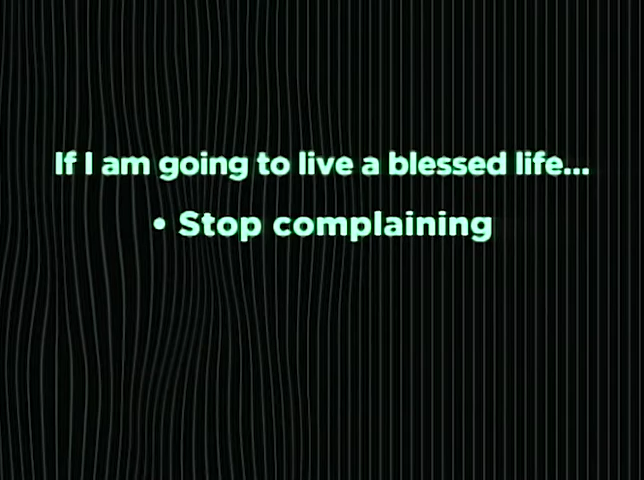 If I am going to live a blessed life...
• Stop complaining